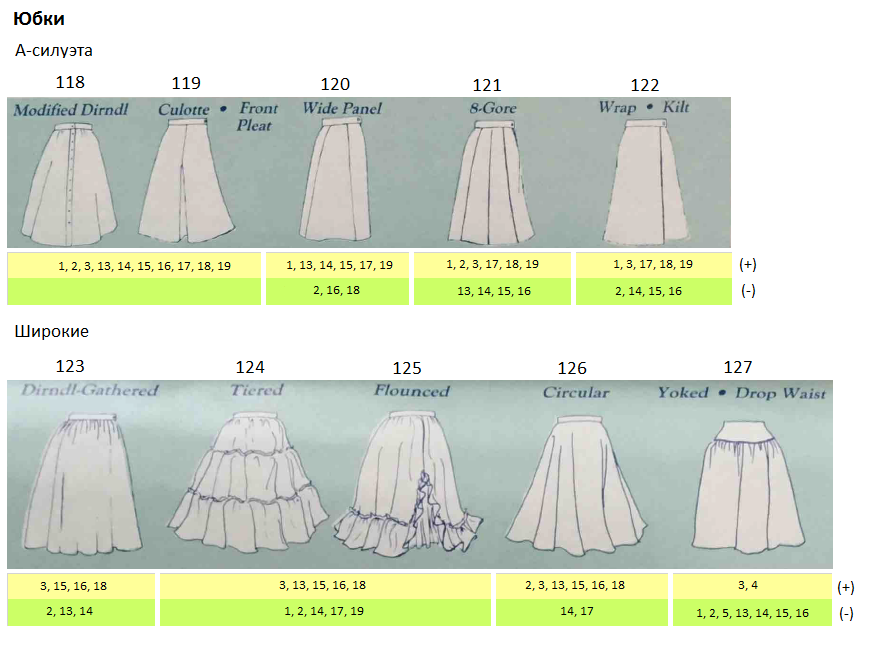 Юбки
А-силуэта
118 119 120 121 122
Modified Dirndl Culotte • Front Pleat Wide Panel 8-Gore Wrap • Kilt
1, 2, 3, 13, 14, 15, 16, 17, 18, 19 1, 13, 14, 15, 17, 19 1, 2, 3, 17, 18, 19 1, 3, 17, 18, 19 (+)
2, 16, 18 13, 14, 15, 16 2, 14, 15, 16 (-)
Широкие
123 124 125 126 127
Dirndl-Gathered Tiered Flounced Circular Yoked • Drop Waist
3, 15, 16, 18 3, 13, 15, 16, 18 2, 3, 13, 15, 16, 18 3, 4 (+)
2, 13, 14 1, 2, 14, 17, 19 14, 17 1, 2, 5, 13, 14, 15, 16 (-)